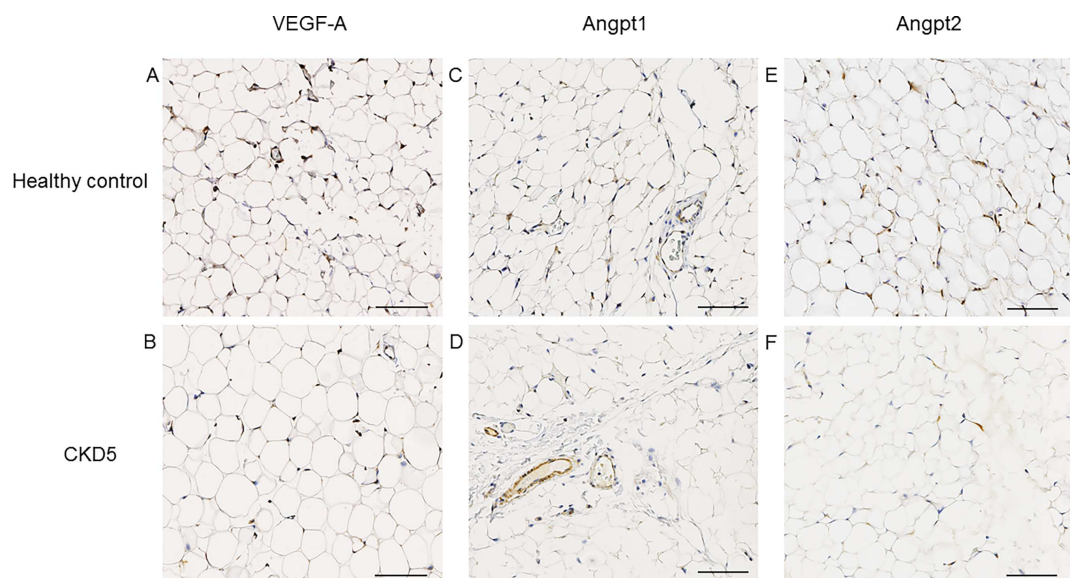 VEGF-A Angpt1 Angpt2
A C E
Healthy control
B D F
CKD5